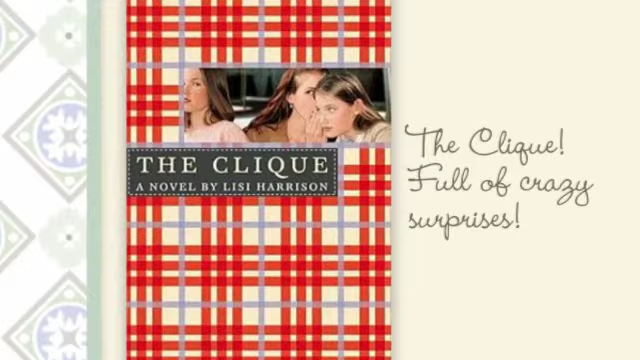 THE CLIQUE
A NOVEL BY LISI HARRISON
The Clique!
Full of crazy
surprises!